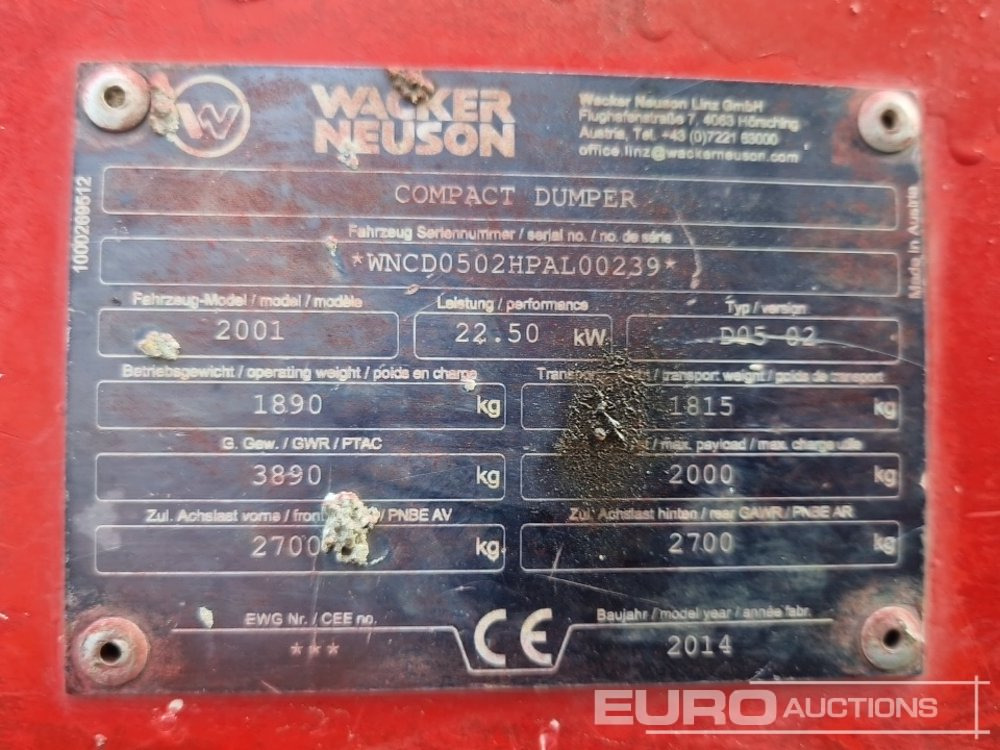 W
WACKER
NEUSON
Wacker Neuson Linz GmbH
Flughafenstraße 7, 4063 Hörsching
Austria, Tel. +43 (0)7221 63000
office.linz@wackerneuson.com
1000269512
Made in Austria
COMPACT DUMPER
Fahrzeug Seriennummer / serial no. / no. de série
*WNCD0502HPAL00239*
Fahrzeug-Model / model / modèle
2001
Leistung / performance
22.50 kW
Typ / version
D05 02
Betriebsgewicht / operating weight / poids en charge
1890 kg
/ transport weight / poids de transport
1815 kg
G. Gew. / GWR / PTAC
3890 kg
/ max. payload / max. charge utile
2000 kg
Zul. Achslast vorne / / PNBE AV
2700 kg
Zul. Achslast hinten / rear GAWR / PNBE AR
2700 kg
EWG Nr. / CEE no.
***
CE
Baujahr / model year / année fabr.
2014
EURO AUCTIONS